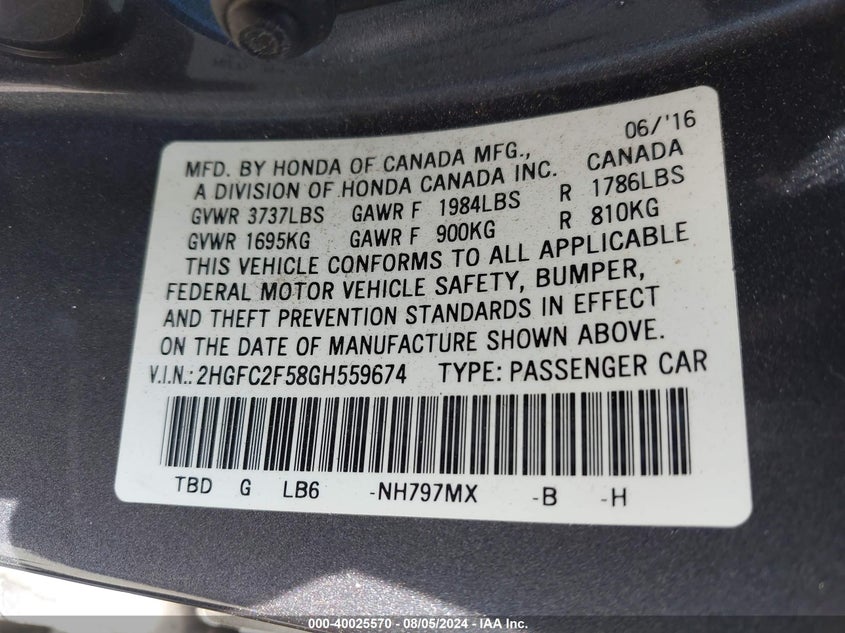 06/'16
MFD. BY HONDA OF CANADA MFG., CANADA
A DIVISION OF HONDA CANADA INC.
GVWR 3737LBS GAWR F 1984LBS R 1786LBS
GVWR 1695KG GAWR F 900KG R 810KG
THIS VEHICLE CONFORMS TO ALL APPLICABLE
FEDERAL MOTOR VEHICLE SAFETY, BUMPER,
AND THEFT PREVENTION STANDARDS IN EFFECT
ON THE DATE OF MANUFACTURE SHOWN ABOVE.
V.I.N.: 2HGFC2F58GH559674 TYPE: PASSENGER CAR
TBD G LB6 -NH797MX -B -H
000-40025570 - 08/05/2024 - IAA Inc.